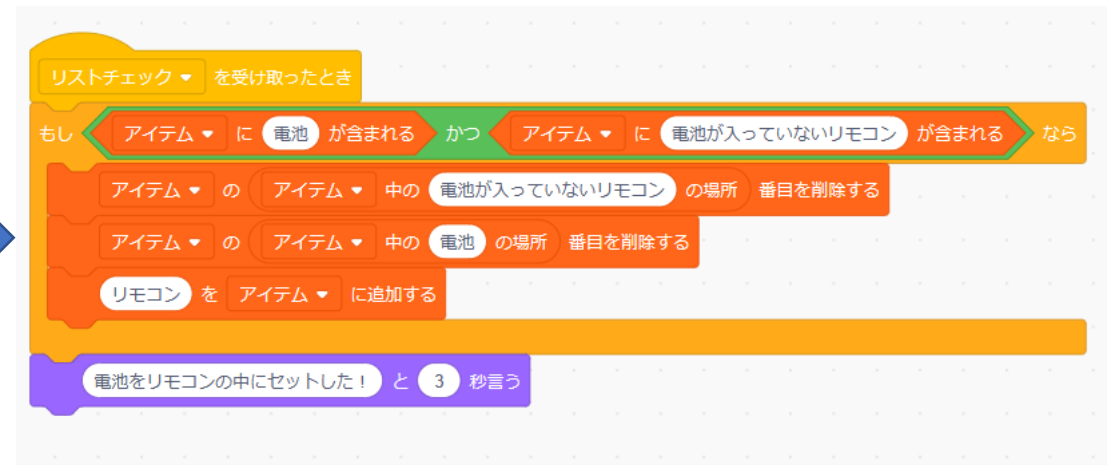 リストチェック を受け取ったとき
もし アイテム に 電池 が含まれる かつ アイテム に 電池が入っていないリモコン が含まれる なら
アイテム の アイテム 中の 電池が入っていないリモコン の場所 番目を削除する
アイテム の アイテム 中の 電池 の場所 番目を削除する
リモコン を アイテム に追加する
電池をリモコンの中にセットした！ と 3 秒言う